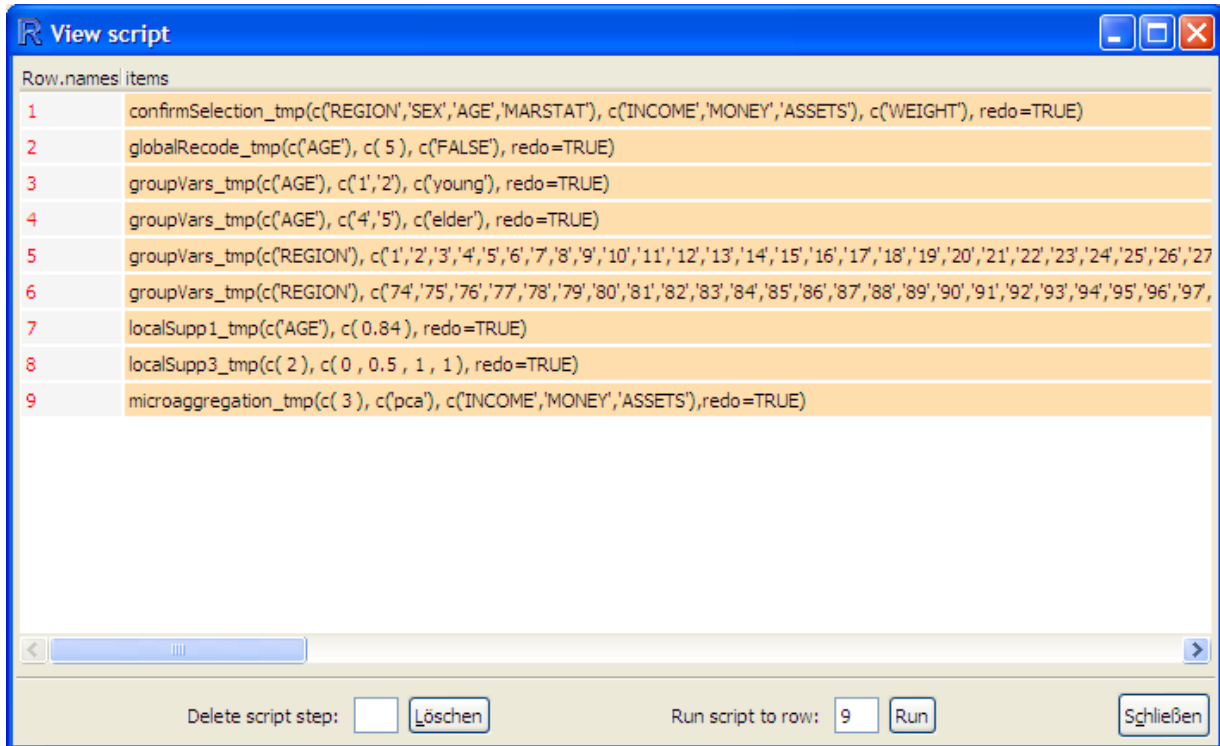 View script
Row.names items
1 confirmSelection_tmp(c('REGION','SEX','AGE','MARSTAT'), c('INCOME','MONEY','ASSETS'), c('WEIGHT'), redo=TRUE)
2 globalRecode_tmp(c('AGE'), c( 5 ), c('FALSE'), redo=TRUE)
3 groupVars_tmp(c('AGE'), c('1','2'), c('young'), redo=TRUE)
4 groupVars_tmp(c('AGE'), c('4','5'), c('elder'), redo=TRUE)
5 groupVars_tmp(c('REGION'), c('1','2','3','4','5','6','7','8','9','10','11','12','13','14','15','16','17','18','19','20','21','22','23','24','25','26','27
6 groupVars_tmp(c('REGION'), c('74','75','76','77','78','79','80','81','82','83','84','85','86','87','88','89','90','91','92','93','94','95','96','97',
7 localSupp1_tmp(c('AGE'), c( 0.84 ), redo=TRUE)
8 localSupp3_tmp(c( 2 ), c( 0 , 0.5 , 1 , 1 ), redo=TRUE)
9 microaggregation_tmp(c( 3 ), c('pca'), c('INCOME','MONEY','ASSETS'),redo=TRUE)
Delete script step: Löschen Run script to row: 9 Run Schließen